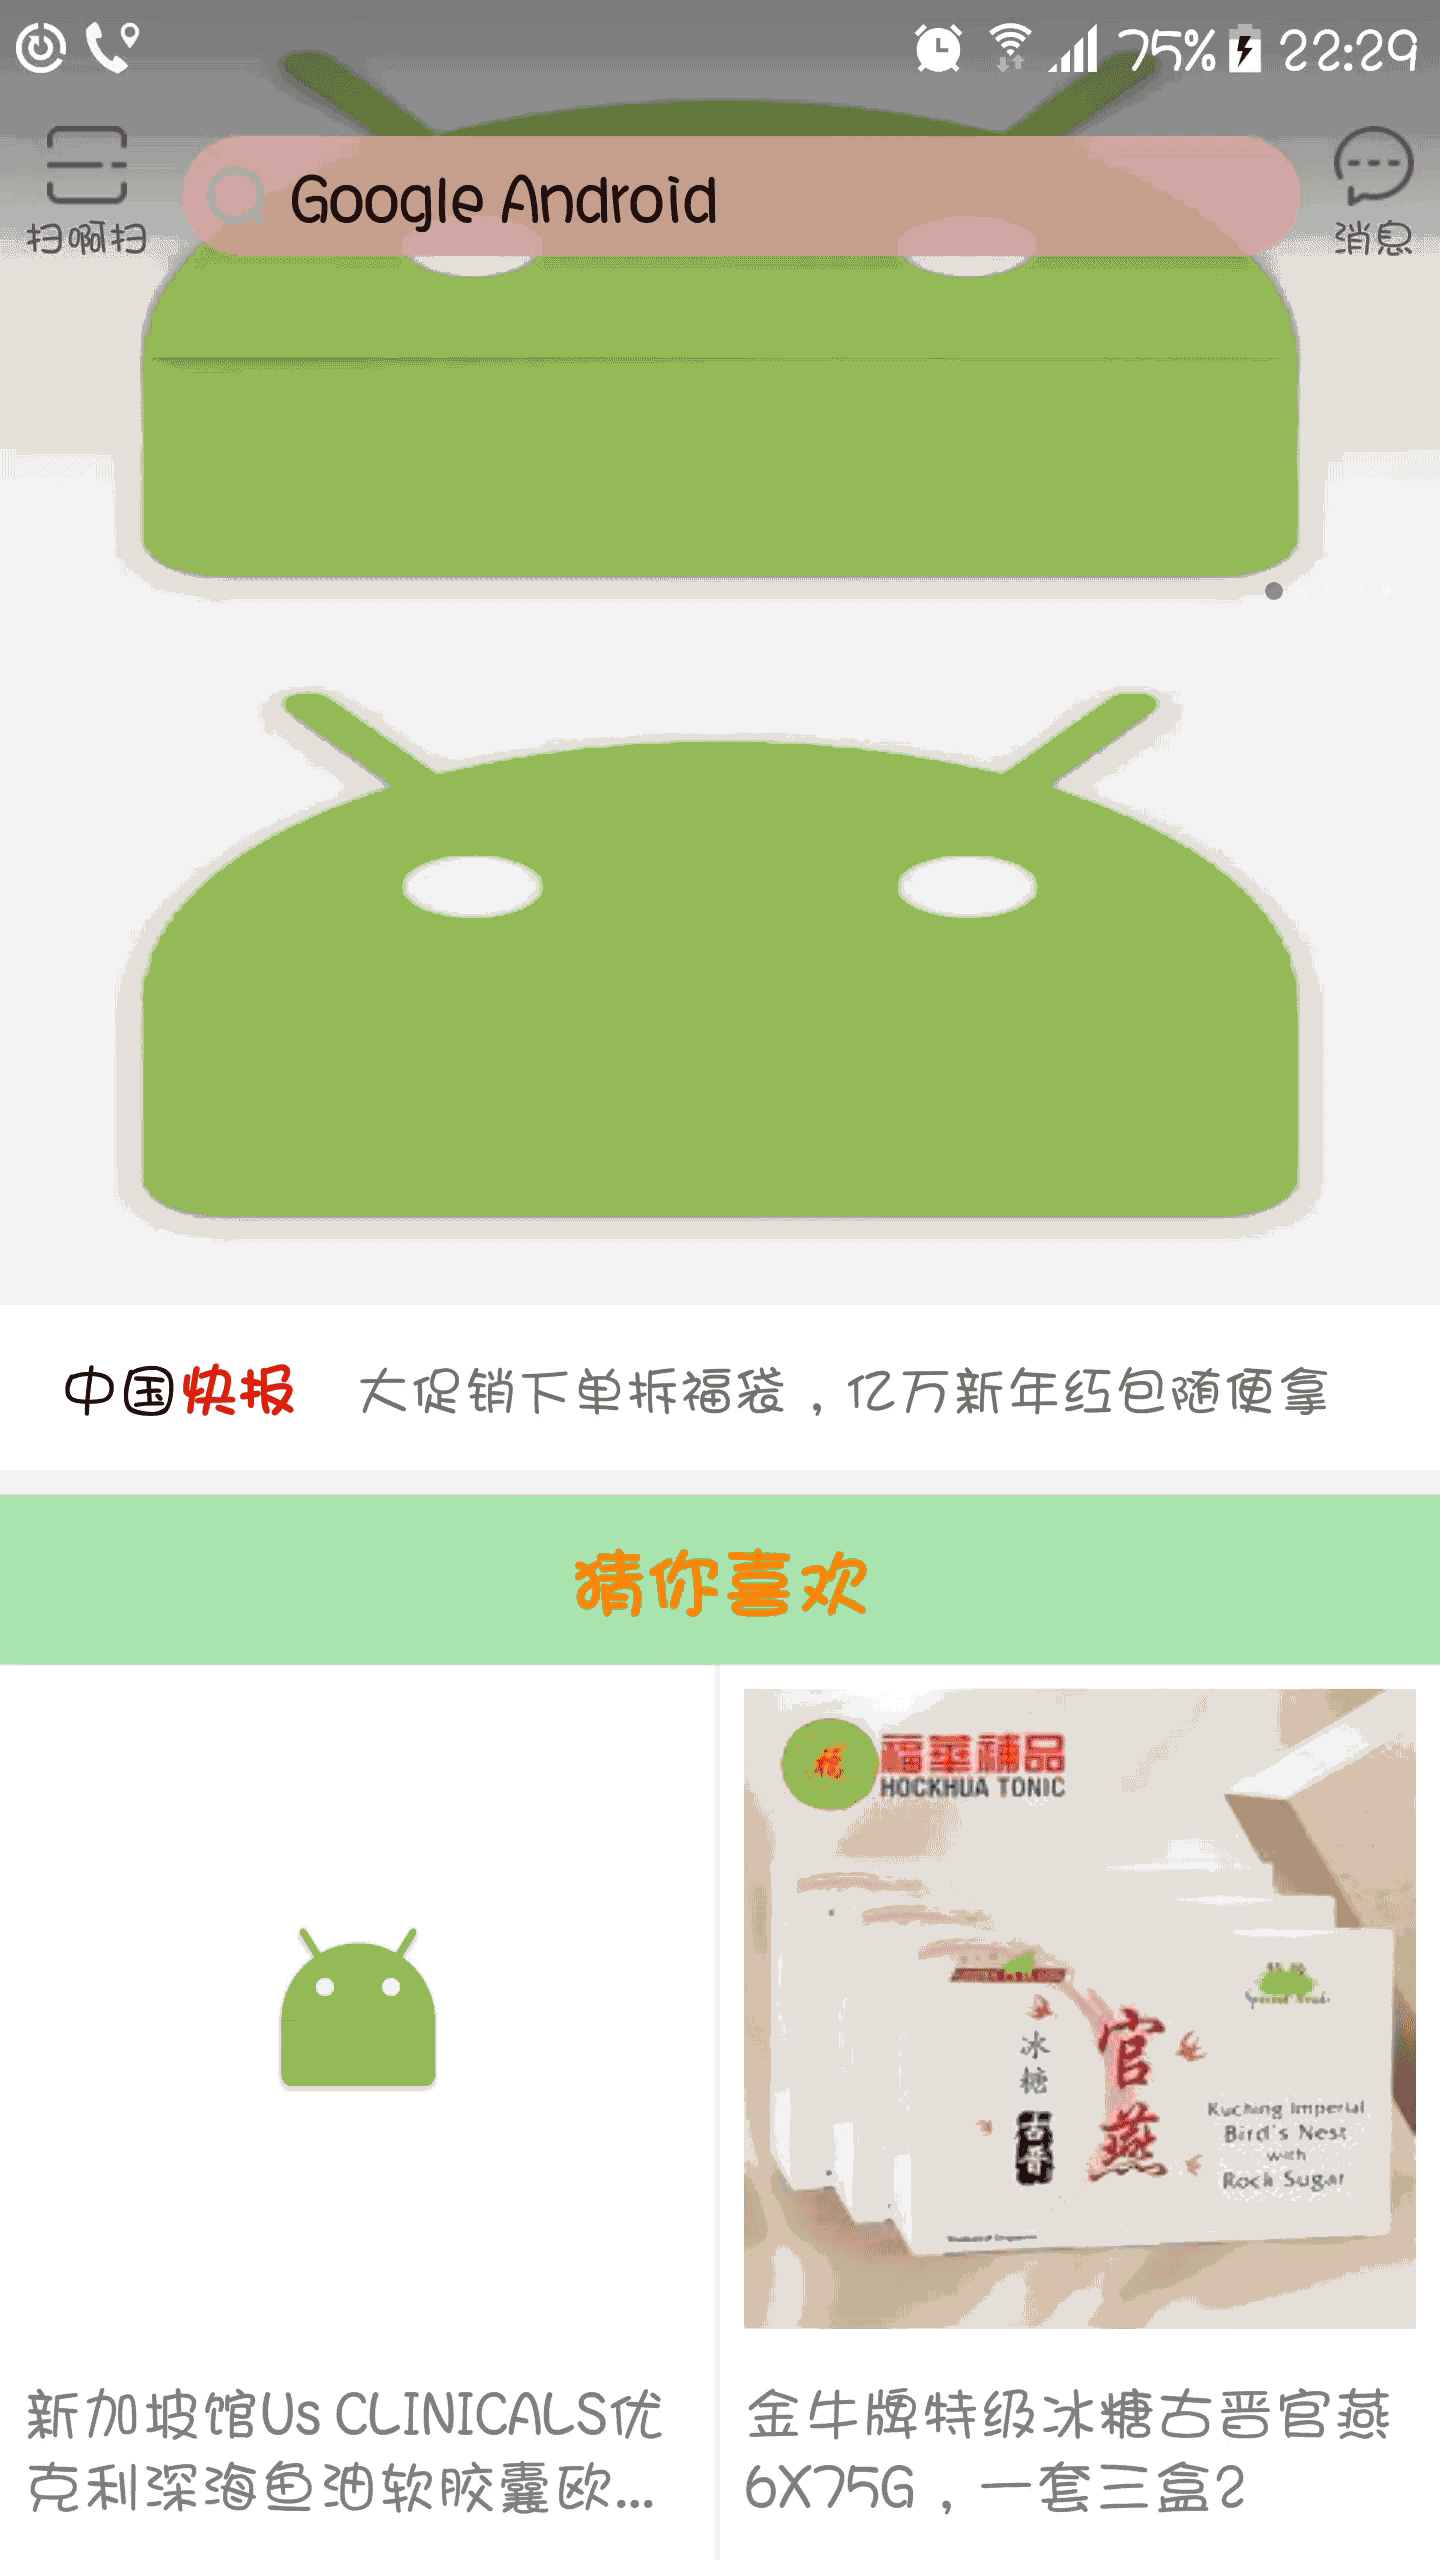 75% 22:29
扫啊扫
Google Android
消息
中国快报 大促销下单拆福袋，亿万新年红包随便拿
猜你喜欢
福
福華補品
HOCKHUA TONIC
冰糖
古晋
官燕
Kuching Imperial
Bird's Nest
with
Rock Sugar
新加坡馆Us CLINICALS优
克利深海鱼油软胶囊欧...
金牛牌特级冰糖古晋官燕
6X75G，一套三盒2